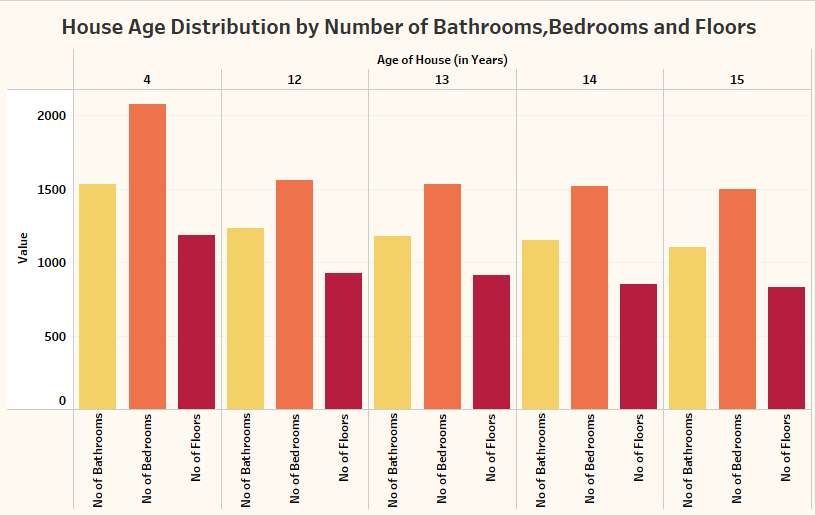 House Age Distribution by Number of Bathrooms,Bedrooms and Floors
Age of House (in Years)
4 12 13 14 15
2000
1500
1000
500
0
Value
No of Bathrooms
No of Bedrooms
No of Floors
No of Bathrooms
No of Bedrooms
No of Floors
No of Bathrooms
No of Bedrooms
No of Floors
No of Bathrooms
No of Bedrooms
No of Floors
No of Bathrooms
No of Bedrooms
No of Floors